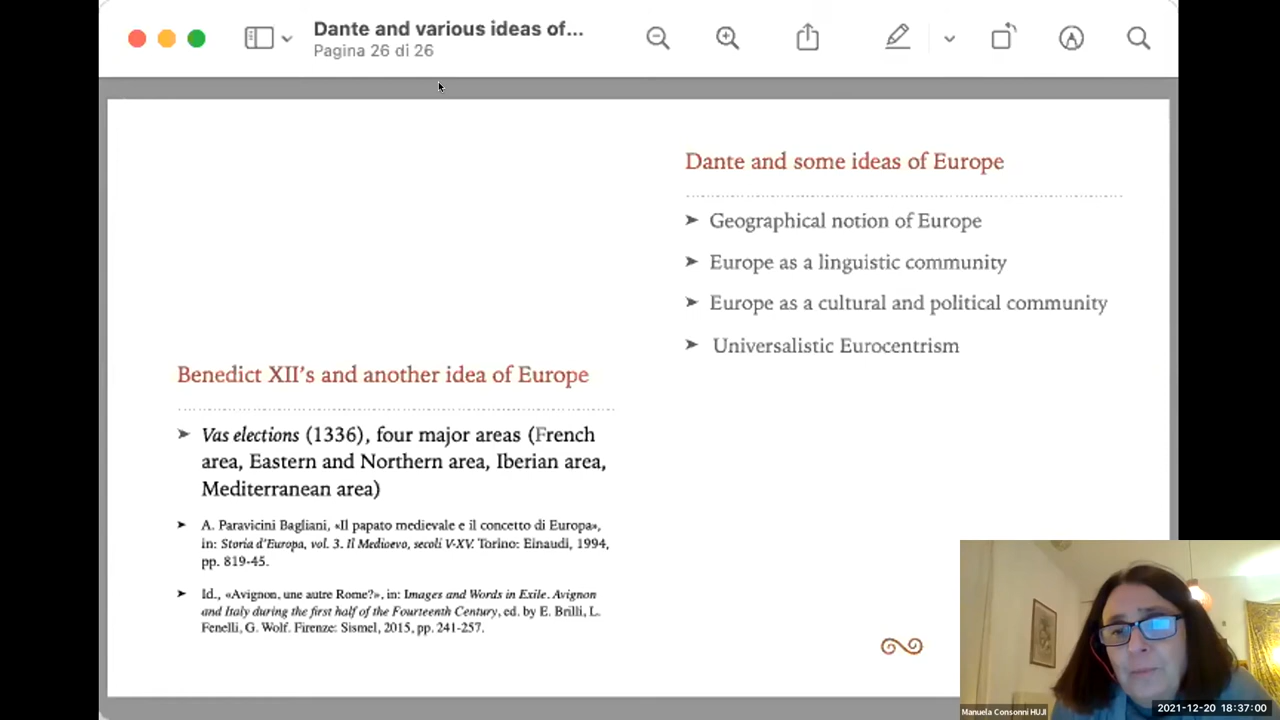 Dante and various ideas of...
Pagina 26 di 26
Dante and some ideas of Europe
➤ Geographical notion of Europe
➤ Europe as a linguistic community
➤ Europe as a cultural and political community
➤ Universalistic Eurocentrism
Benedict XII's and another idea of Europe
➤ Vas elections (1336), four major areas (French
area, Eastern and Northern area, Iberian area,
Mediterranean area)
➤ A. Paravicini Bagliani, «Il papato medievale e il concetto di Europa»,
in: Storia d'Europa, vol. 3. Il Medioevo, secoli V-XV. Torino: Einaudi, 1994,
pp. 819-45.
➤ Id., «Avignon, une autre Rome?», in: Images and Words in Exile. Avignon
and Italy during the first half of the Fourteenth Century, ed. by E. Brilli, L.
Fenelli, G. Wolf. Firenze: Sismel, 2015, pp. 241-257.
Manuela Consonni HUJI
2021-12-20 18:37:00